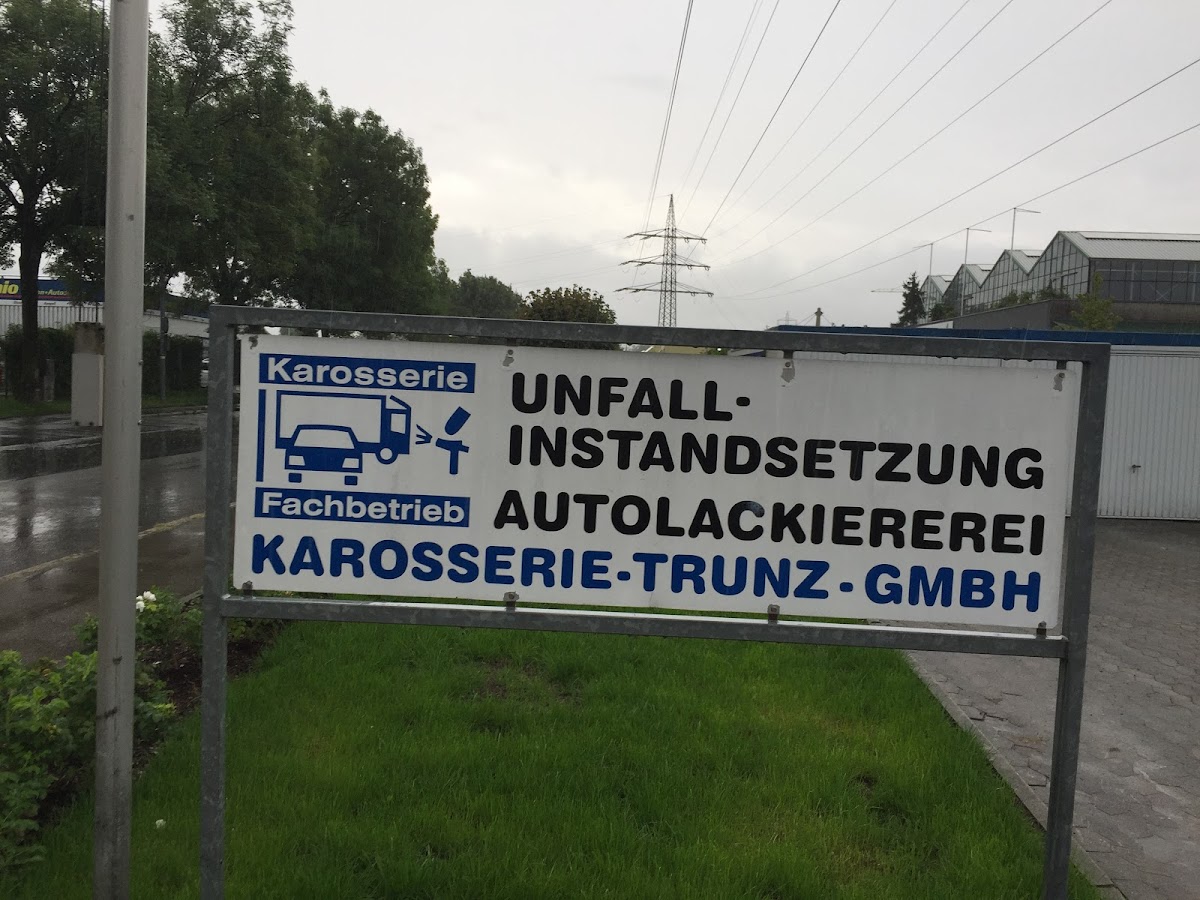 Karosserie
Fachbetrieb
UNFALL-
INSTANDSETZUNG
AUTOLACKIEREREI
KAROSSERIE-TRUNZ-GMBH